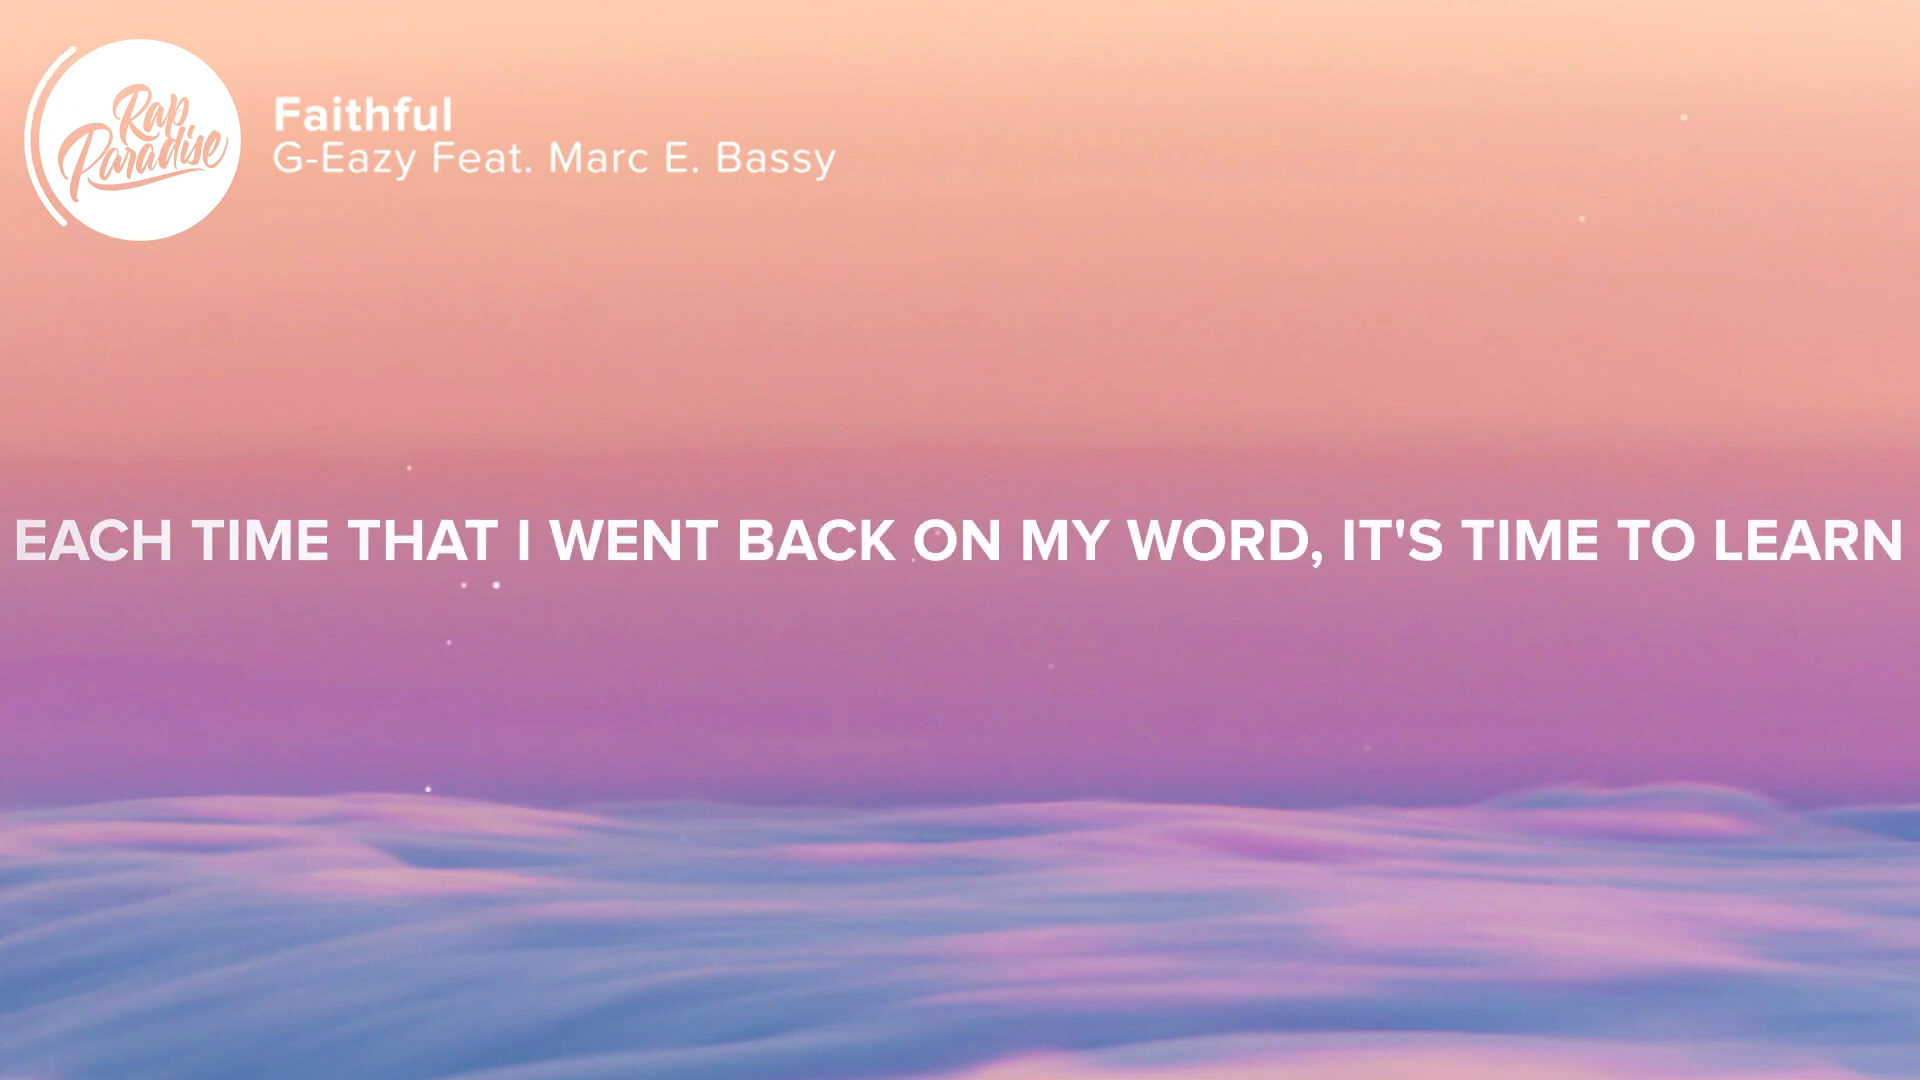 Rap
Paradise
Faithful
G-Eazy Feat. Marc E. Bassy
EACH TIME THAT I WENT BACK ON MY WORD, IT'S TIME TO LEARN